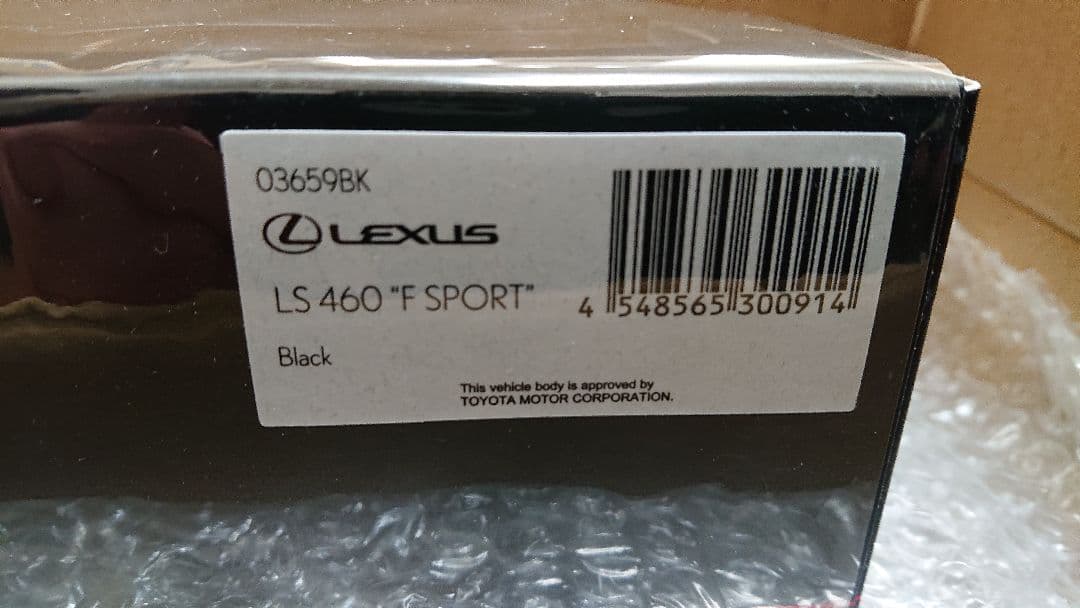 03659BK
LEXUS
LS 460 "F SPORT"
Black
4 548565 300914
This vehicle body is approved by
TOYOTA MOTOR CORPORATION.